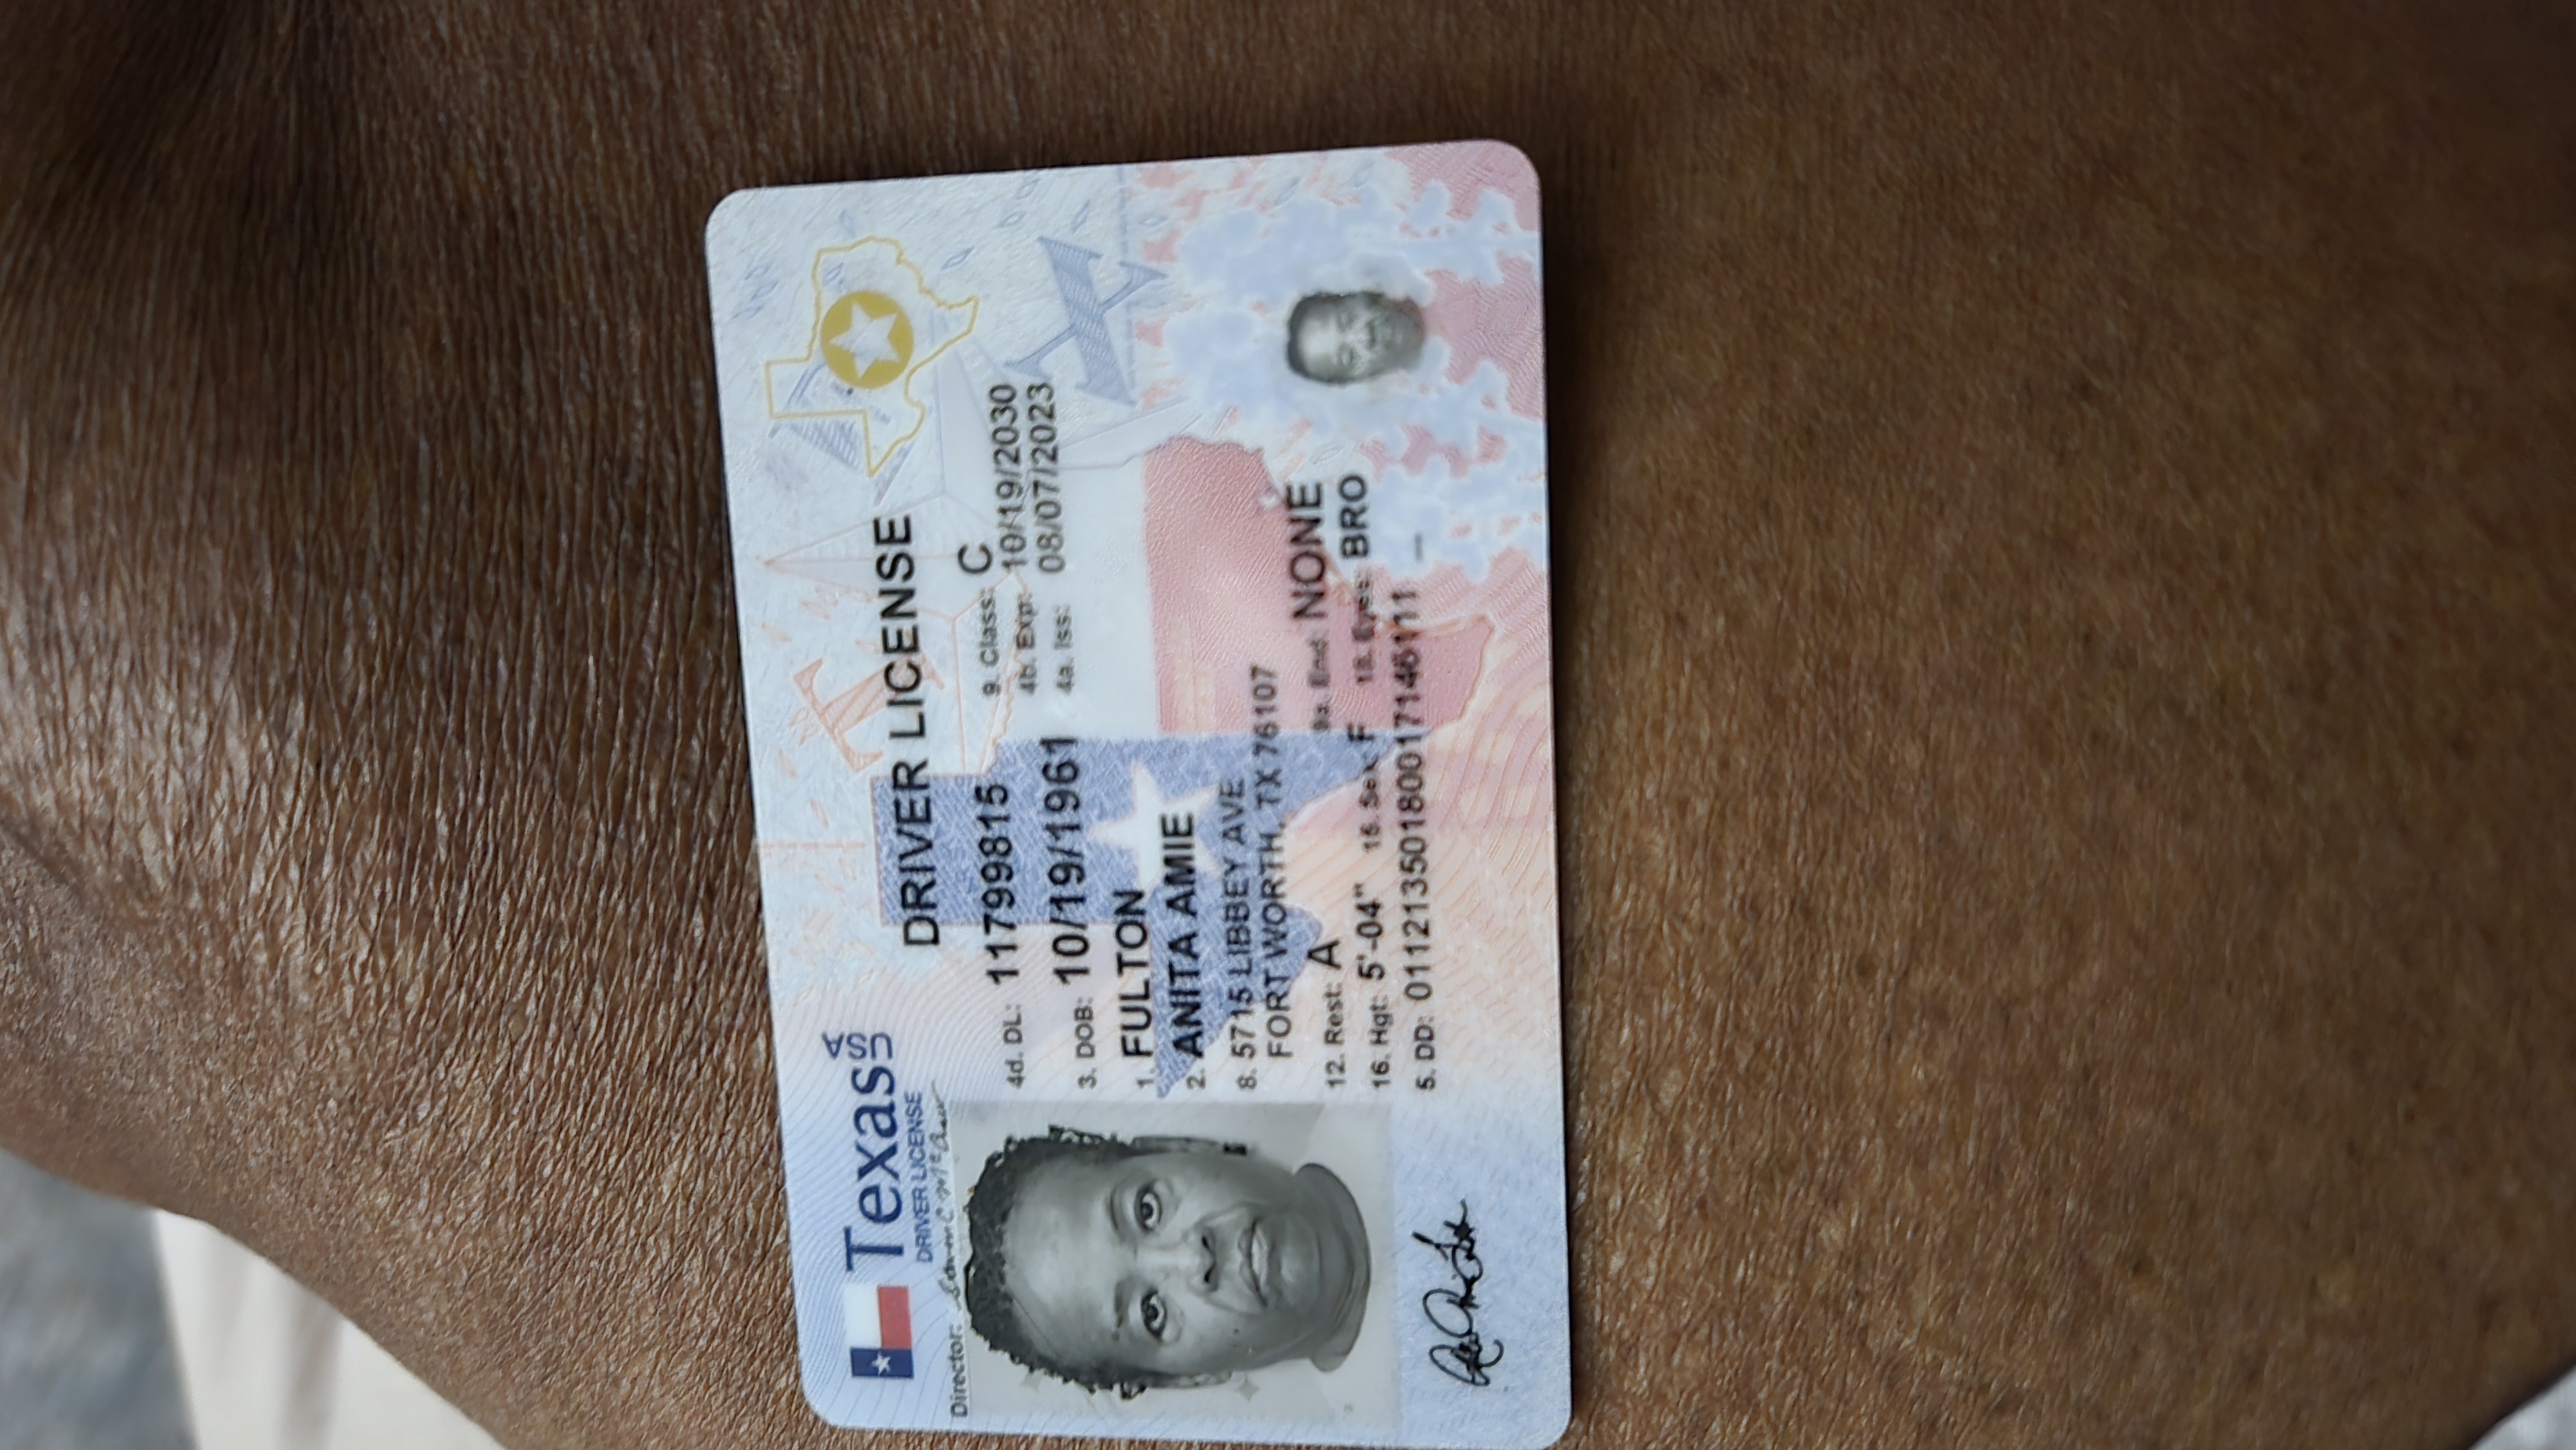 Texas USA
DRIVER LICENSE
Director:
DRIVER LICENSE
4d. DL: 11799815
9. Class: C
4b. Exp: 10/19/2030
4a. Iss: 08/07/2023
3. DOB: 10/19/1961
1. FULTON
2. ANITA AMIE
8. 5715 LIBBEY AVE
FORT WORTH, TX 76107
12. Rest: A 9a. End: NONE
16. Hgt: 5'-04" 15. Sex: F 18. Eyes: BRO
5. DD: 01121350180017146111